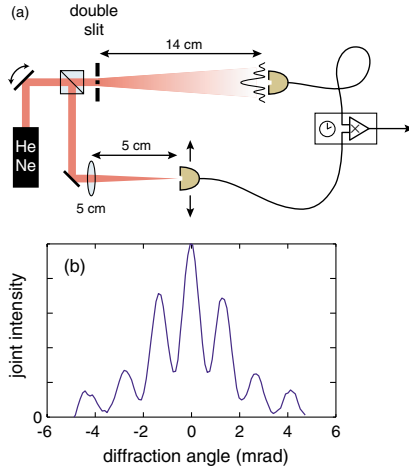 (a)
double
slit
14 cm
He
Ne
5 cm
5 cm
(b)
joint intensity
0
-6 -4 -2 0 2 4 6
diffraction angle (mrad)